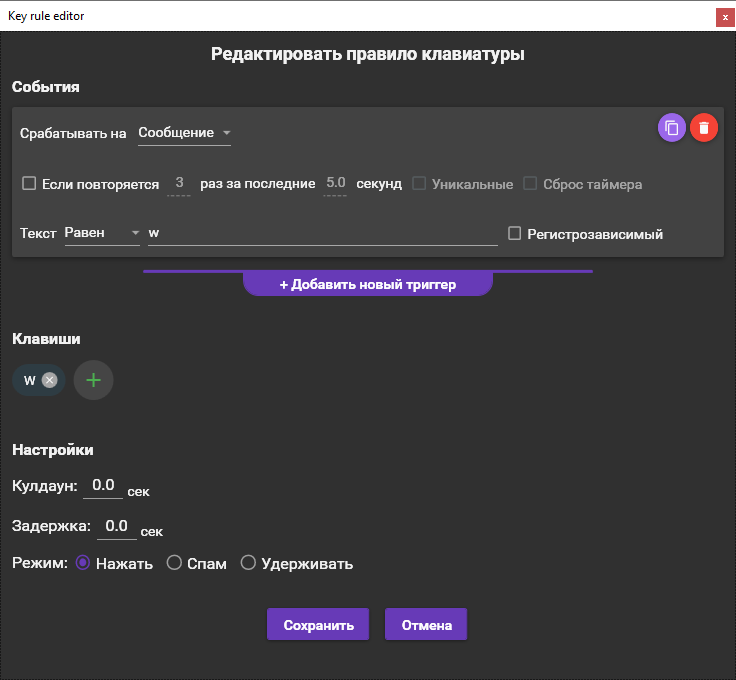 Key rule editor
x
Редактировать правило клавиатуры
События
Срабатывать на Сообщение
Если повторяется 3 раз за последние 5.0 секунд Уникальные Сброс таймера
Текст Равен w Регистрозависимый
+ Добавить новый триггер
Клавиши
W
Настройки
Кулдаун: 0.0 сек
Задержка: 0.0 сек
Режим: Нажать Спам Удерживать
Сохранить Отмена